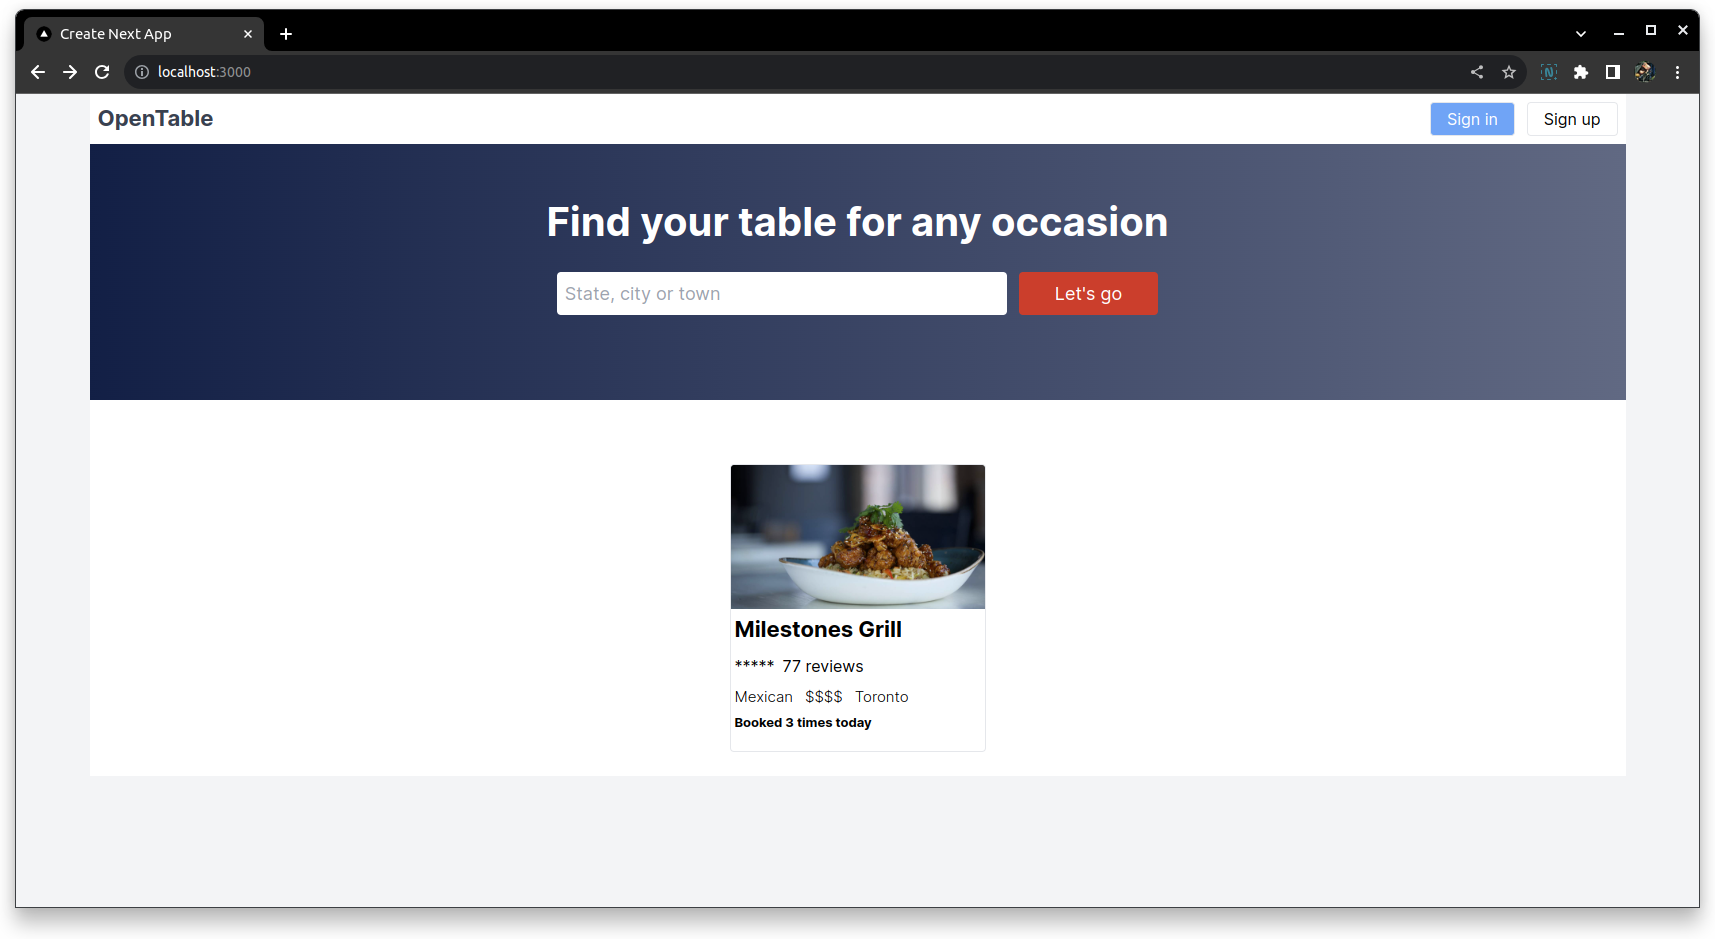 Create Next App
localhost:3000
OpenTable
Sign in Sign up
Find your table for any occasion
State, city or town
Let's go
Milestones Grill
***** 77 reviews
Mexican $$$$ Toronto
Booked 3 times today